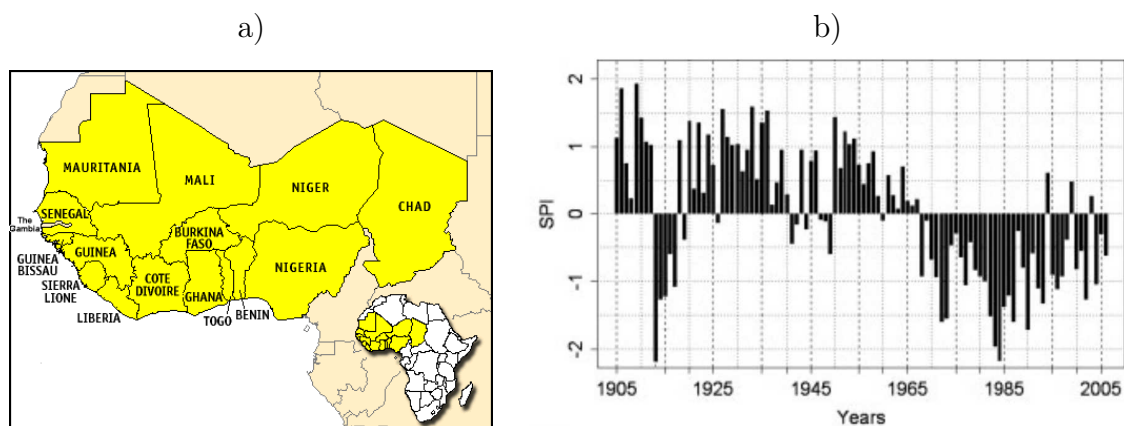 a)
b)
MAURITANIA
MALI
NIGER
CHAD
SENEGAL
The
Gambia
BURKINA
FASO
GUINEA
NIGERIA
GUINEA
BISSAU
COTE
DIVOIRE
GHANA
SIERRA
LIONE
LIBERIA
TOGO
BENIN
SPI
2
1
0
-1
-2
1905
1925
1945
1965
1985
2005
Years